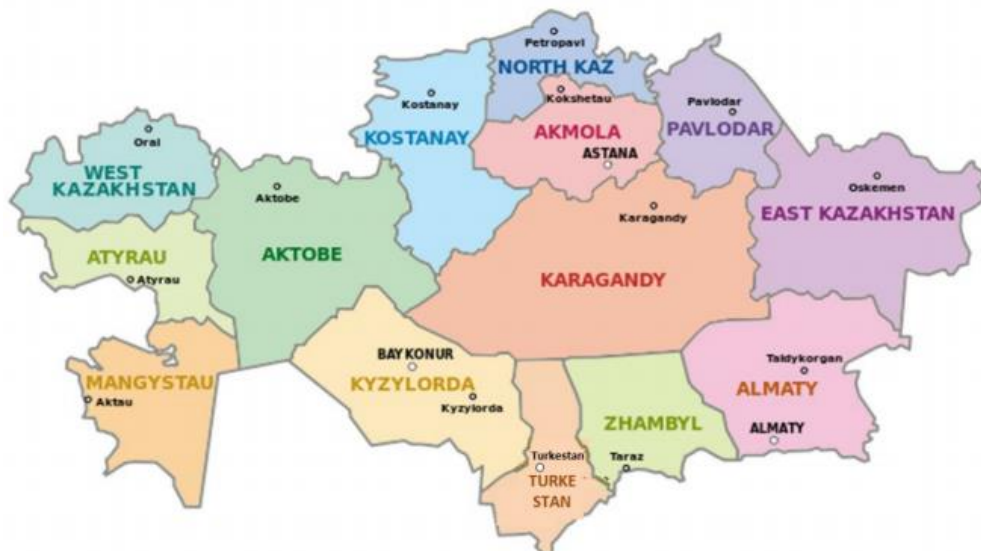 Petropavl
NORTH KAZ
Kostanay
Kokshetau
Pavlodar
KOSTANAY
AKMOLA
PAVLODAR
ASTANA
Oral
WEST
KAZAKHSTAN
Aktobe
Karagandy
Oskemen
EAST KAZAKHSTAN
ATYRAU
Atyrau
AKTOBE
KARAGANDY
BAYKONUR
Taldykorgan
MANGYSTAU
KYZYLORDA
ALMATY
Aktau
Kyzylorda
ZHAMBYL
ALMATY
Turkestan
Taraz
TURKE
STAN